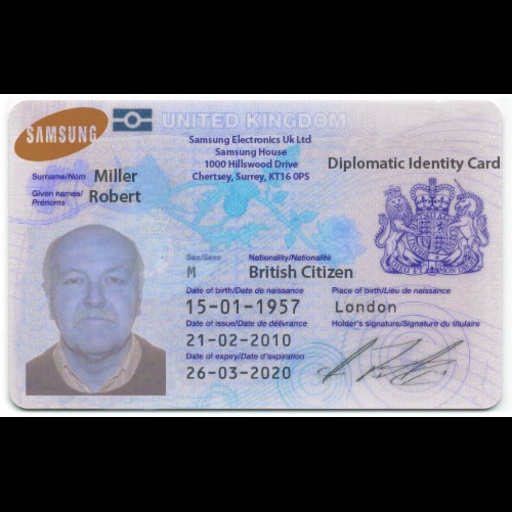 SAMSUNG
UNITED KINGDOM
Samsung Electronics Uk Ltd
Samsung House
1000 Hillswood Drive
Chertsey, Surrey, KT16 0PS
Diplomatic Identity Card
Surname/Nom Miller
Given names/
Prénoms Robert
Sex/Sexe Nationality/Nationalité
M British Citizen
Date of birth/Date de naissance Place of birth/Lieu de naissance
15-01-1957 London
Date of issue/Date de délivrance Holder's signature/Signature du titulaire
21-02-2010
Date of expiry/Date d'expiration
26-03-2020